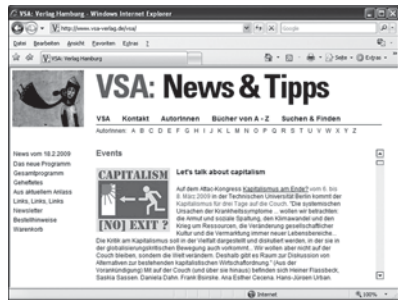 VSA: Verlag Hamburg - Windows Internet Explorer
http://www.vsa-verlag.de/vsa/
Google
Datei Bearbeiten Ansicht Favoriten Extras ?
VSA: Verlag Hamburg
Seite Extras
VSA: News & Tipps
VSA Kontakt AutorInnen Bücher von A - Z Suchen & Finden
AutorInnen: A B C D E F G H I J K L M N O P Q R S T U V W X Y Z
News vom 18.2.2009
Das neue Programm
Gesamtprogramm
Geheftetes
Aus aktuellem Anlass
Links, Links, Links
Newsletter
Bestellhinweise
Warenkorb
Events
CAPITALISM
[NO] EXIT ?
Let's talk about capitalism
Auf dem Attac-Kongress Kapitalismus am Ende? vom 6. bis
8. März 2009 in der Technischen Universität Berlin kommt der
Kapitalismus für drei Tage auf die Couch. "Die systemischen
Ursachen der Krankheitssymptome ... wollen wir betrachten:
die Armut und soziale Spaltung, den Klimawandel und den
Krieg um Ressourcen, die Veränderung gesellschaftlicher
Kultur und die Vermarktung immer neuer Lebensbereiche...
Die Kritik am Kapitalismus soll in der Vielfalt dargestellt und diskutiert werden, in der sie in
der globalisierungskritischen Bewegung auch vorkommt... Wir wollen aber nicht auf der
Couch bleiben, sondern die Welt verändern. Deshalb gibt es Raum zur Diskussion von
Alternativen zur bestehenden kapitalistischen Wirtschaftordnung." (Aus der
Vorankündigung) Mit auf der Couch (und über sie hinaus) befinden sich Heiner Flassbeck,
Saskia Sassen, Daniela Dahn, Frank Bsirske, Ana Esther Cecena, Hans-Jürgen Urban,
Internet
100%